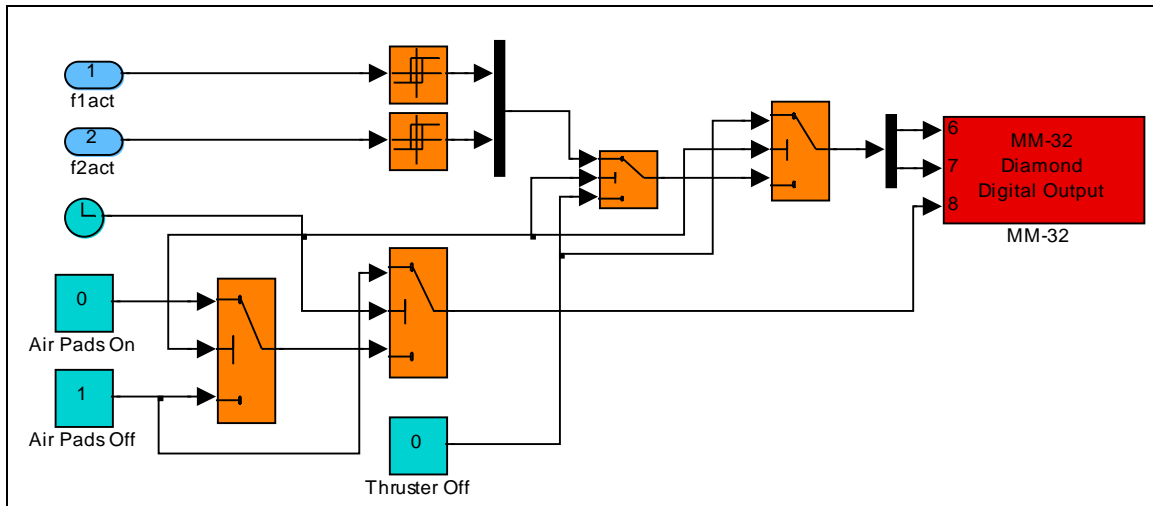 1
f1act
2
f2act
6
7
8
MM-32
Diamond
Digital Output
MM-32
0
Air Pads On
1
Air Pads Off
0
Thruster Off